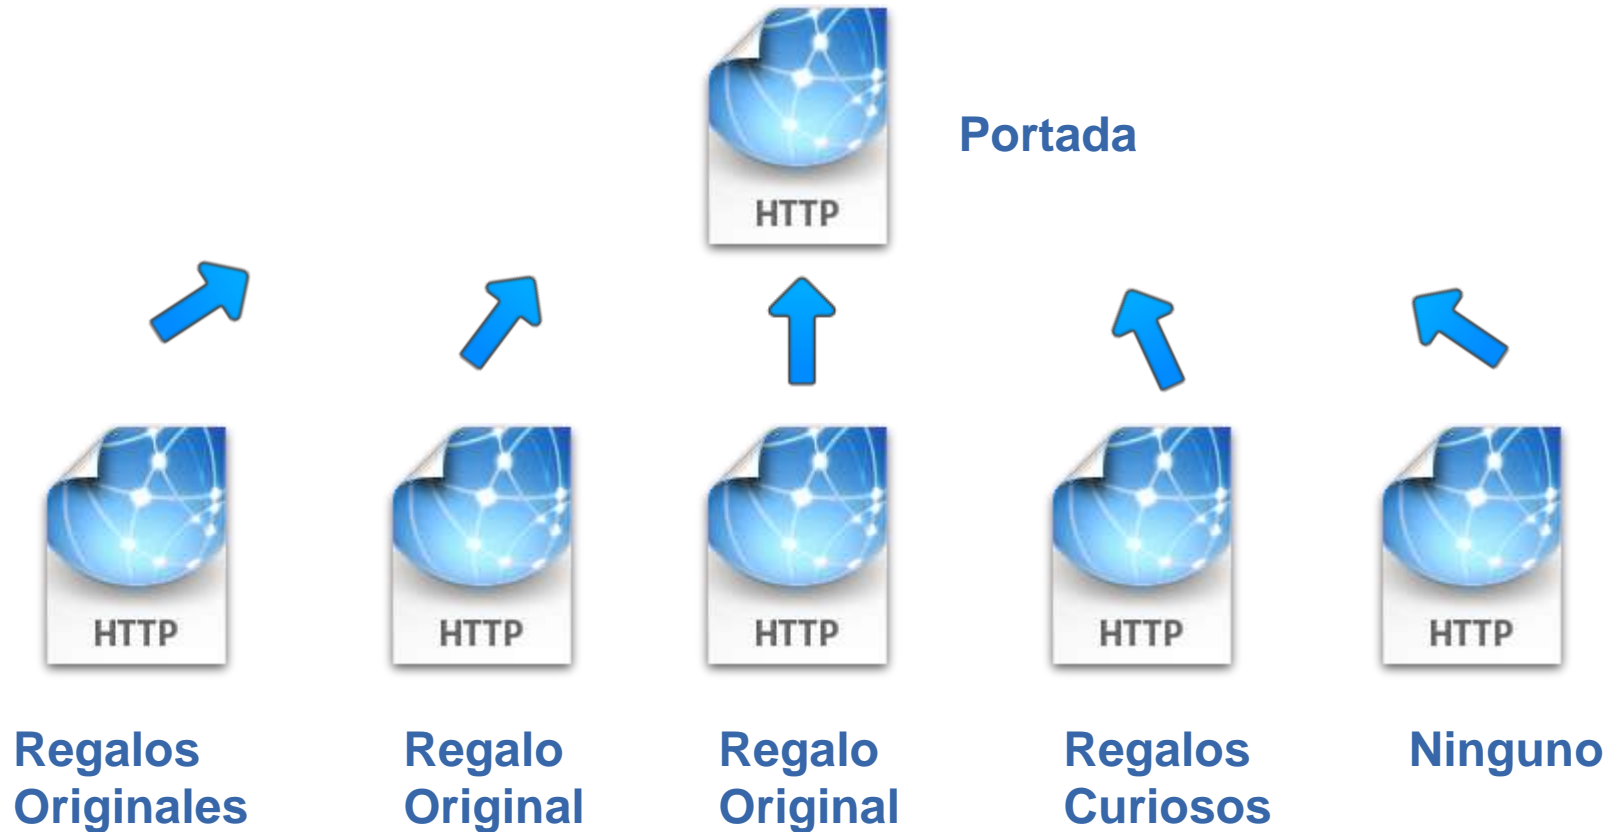 HTTP
Portada
HTTP
HTTP
HTTP
HTTP
HTTP
Regalos
Originales
Regalo
Original
Regalo
Original
Regalos
Curiosos
Ninguno